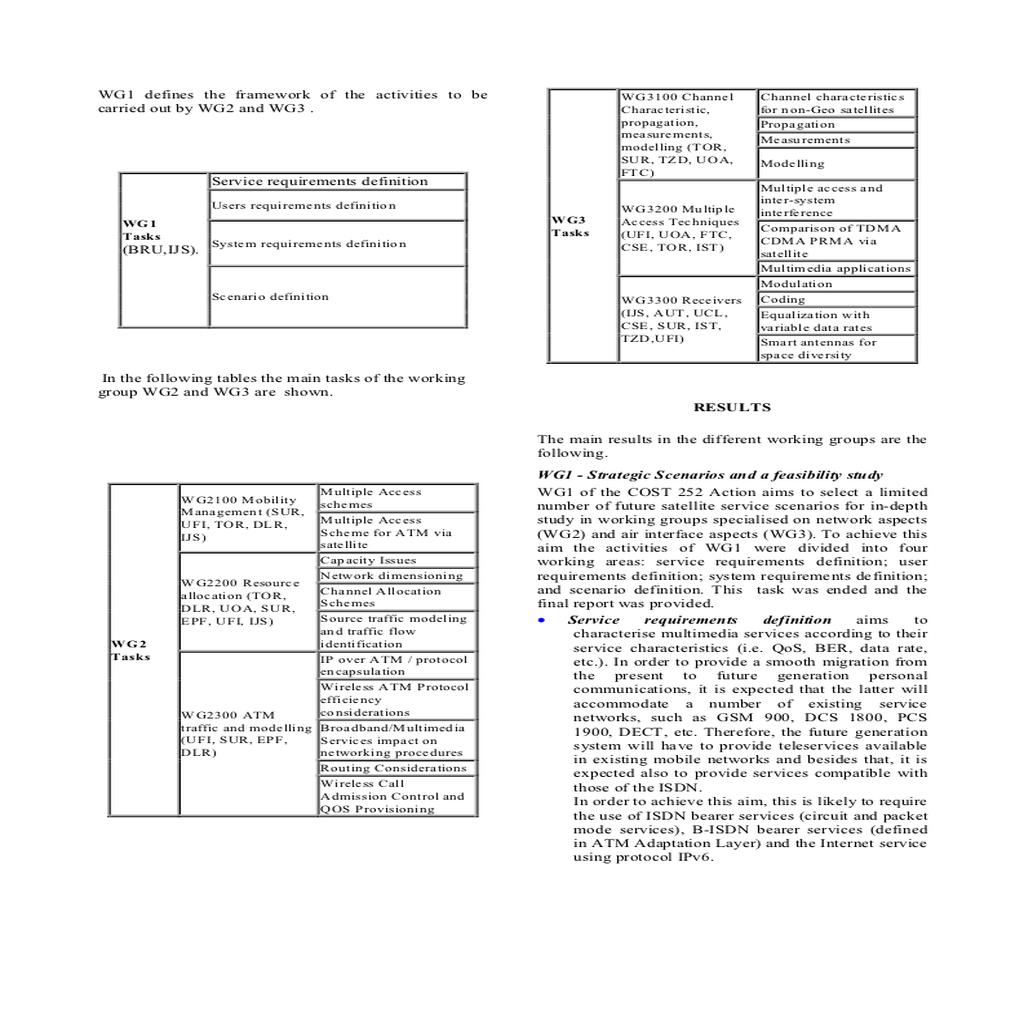 WG1 defines the framework of the activities to be
carried out by WG2 and WG3 .
WG1
Tasks
(BRU,IJS).
Service requirements definition
Users requirements definition
System requirements definition
Scenario definition
In the following tables the main tasks of the working
group WG2 and WG3 are shown.
WG2
Tasks
WG2100 Mobility
Management (SUR,
UFI, TOR, DLR,
IJS)
Multiple Access
schemes
Multiple Access
Scheme for ATM via
satellite
WG2200 Resource
allocation (TOR,
DLR, UOA, SUR,
EPF, UFI, IJS)
Capacity Issues
Network dimensioning
Channel Allocation
Schemes
Source traffic modeling
and traffic flow
identification
WG2300 ATM
traffic and modelling
(UFI, SUR, EPF,
DLR)
IP over ATM / protocol
encapsulation
Wireless ATM Protocol
efficiency
considerations
Broadband/Multimedia
Services impact on
networking procedures
Routing Considerations
Wireless Call
Admission Control and
QOS Provisioning
WG3
Tasks
WG3100 Channel
Characteristic,
propagation,
measurements,
modelling (TOR,
SUR, TZD, UOA,
FTC)
Channel characteristics
for non-Geo satellites
Propagation
Measurements
Modelling
WG3200 Multiple
Access Techniques
(UFI, UOA, FTC,
CSE, TOR, IST)
Multiple access and
inter-system
interference
Comparison of TDMA
CDMA PRMA via
satellite
Multimedia applications
WG3300 Receivers
(IJS, AUT, UCL,
CSE, SUR, IST,
TZD,UFI)
Modulation
Coding
Equalization with
variable data rates
Smart antennas for
space diversity
RESULTS
The main results in the different working groups are the
following.
WG1 - Strategic Scenarios and a feasibility study
WG1 of the COST 252 Action aims to select a limited
number of future satellite service scenarios for in-depth
study in working groups specialised on network aspects
(WG2) and air interface aspects (WG3). To achieve this
aim the activities of WG1 were divided into four
working areas: service requirements definition; user
requirements definition; system requirements definition;
and scenario definition. This task was ended and the
final report was provided.
• Service requirements definition aims to
characterise multimedia services according to their
service characteristics (i.e. QoS, BER, data rate,
etc.). In order to provide a smooth migration from
the present to future generation personal
communications, it is expected that the latter will
accommodate a number of existing service
networks, such as GSM 900, DCS 1800, PCS
1900, DECT, etc. Therefore, the future generation
system will have to provide teleservices available
in existing mobile networks and besides that, it is
expected also to provide services compatible with
those of the ISDN.
In order to achieve this aim, this is likely to require
the use of ISDN bearer services (circuit and packet
mode services), B-ISDN bearer services (defined
in ATM Adaptation Layer) and the Internet service
using protocol IPv6.